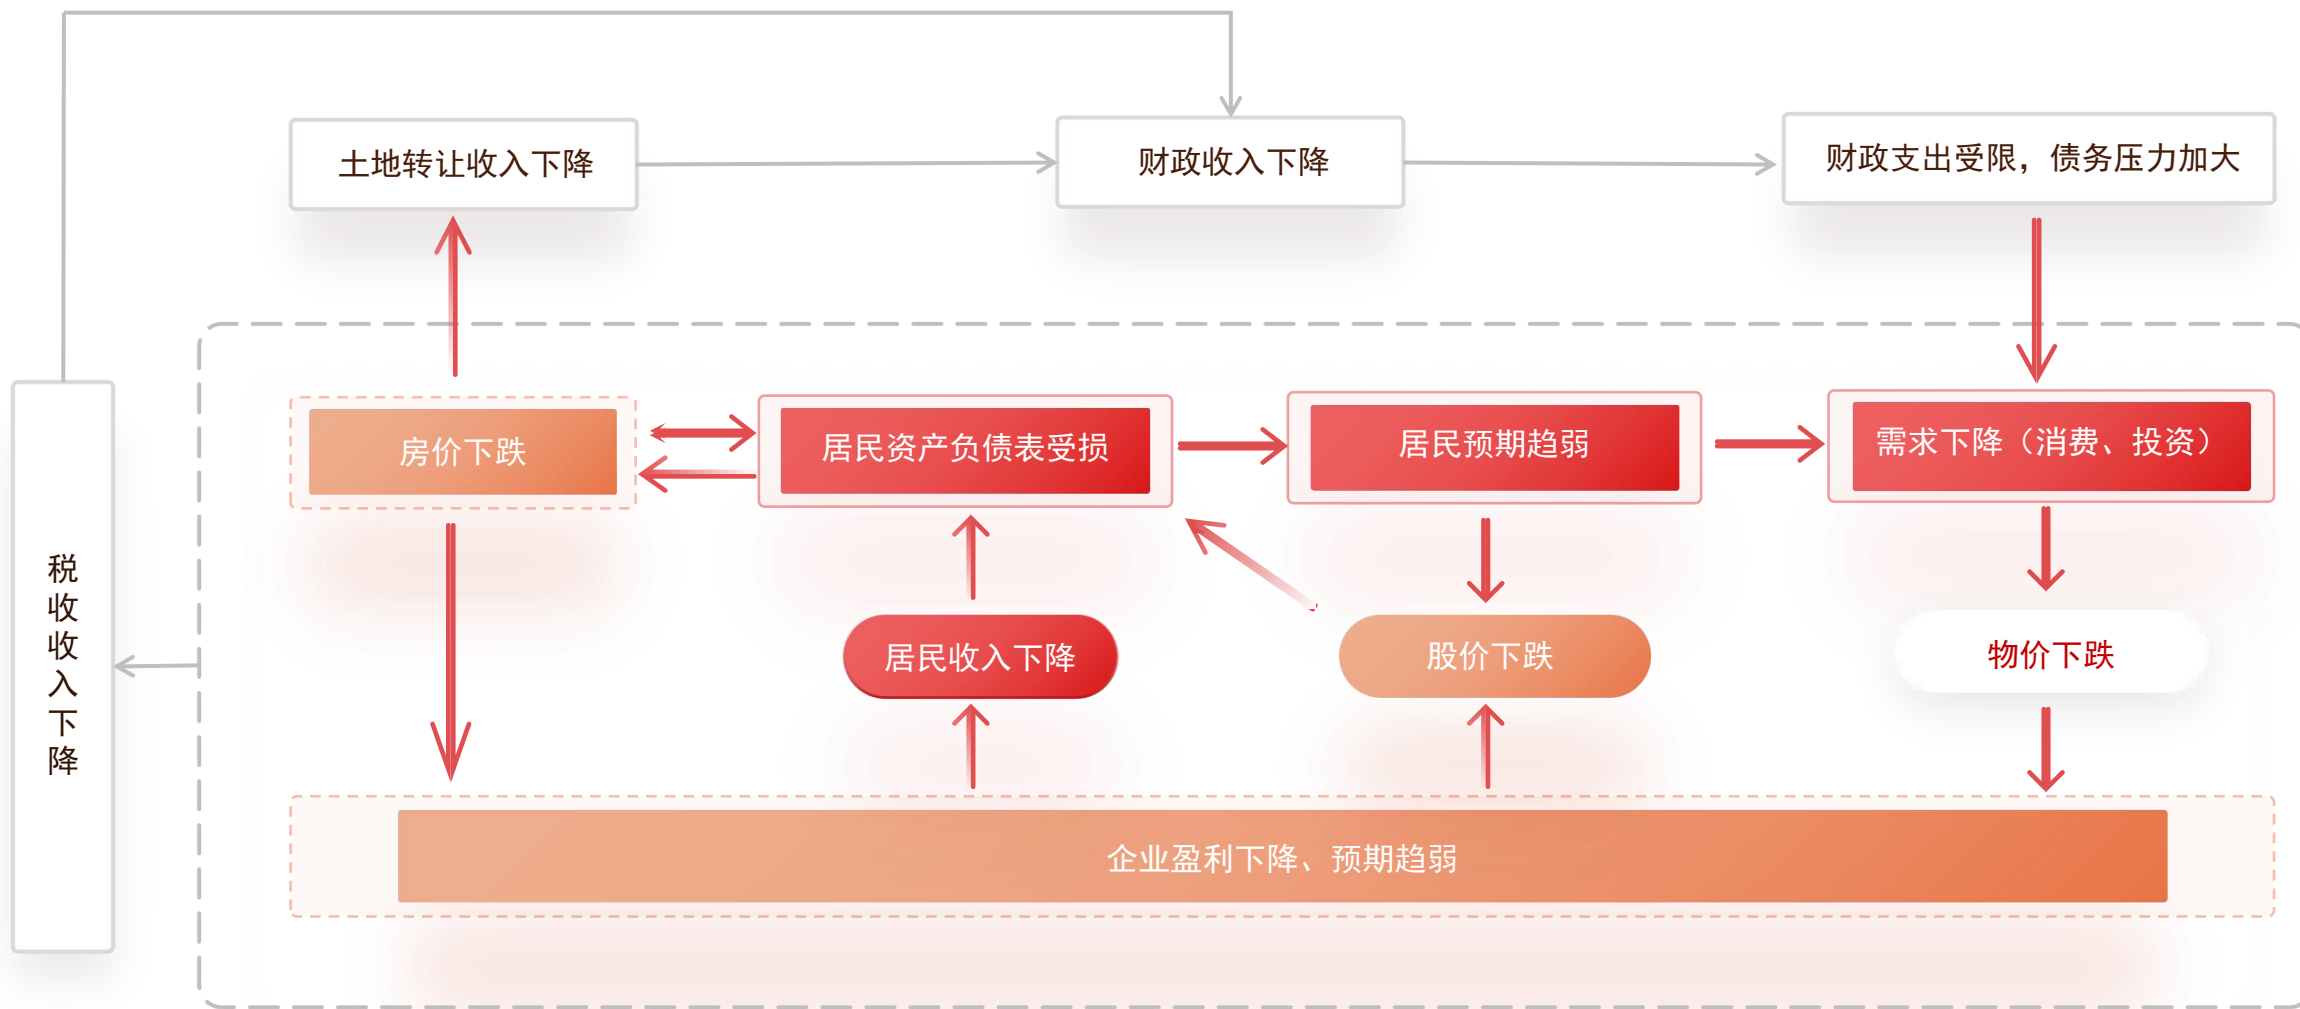 土地转让收入下降
财政收入下降
财政支出受限，债务压力加大
房价下跌
居民资产负债表受损
居民预期趋弱
需求下降（消费、投资）
税收收入下降
居民收入下降
股价下跌
物价下跌
企业盈利下降、预期趋弱